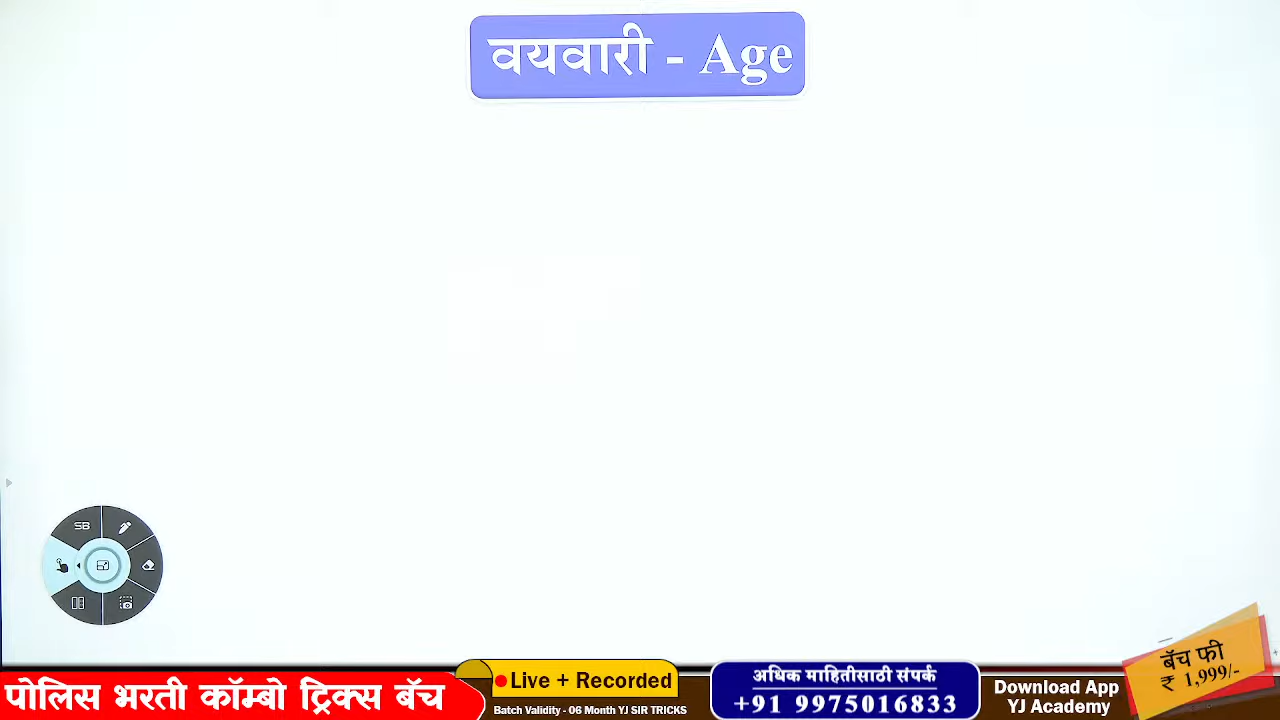 वयवारी - Age
SB
पोलिस भरती कॉम्बो ट्रिक्स बॅच
Live + Recorded
Batch Validity - 06 Month YJ SIR TRICKS
अधिक माहितीसाठी संपर्क
+91 9975016833
Download App
YJ Academy
बॅच फी
₹ 1,999/-